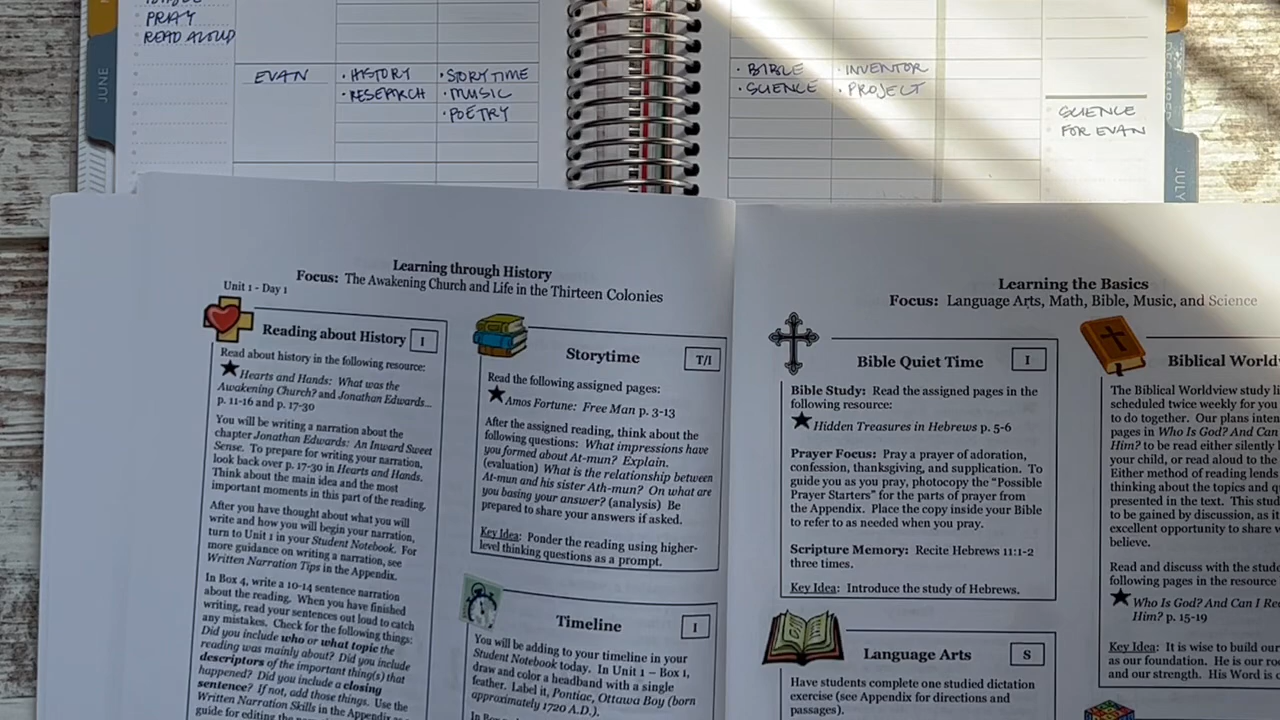 PRAY
READ ALOUD
JUNE
EVAN
· HISTORY
· RESEARCH
· STORYTIME
· MUSIC
· POETRY
· BIBLE
· SCIENCE
· INVENTOR
· PROJECT
SCIENCE
FOR EVAN
DECEMBER
JULY
Learning through History
Focus: The Awakening Church and Life in the Thirteen Colonies
Unit 1 - Day 1
Reading about History
I
Read about history in the following resource:
Hearts and Hands: What was the
Awakening Church? and Jonathan Edwards...
p. 11-16 and p. 17-30
You will be writing a narration about the
chapter Jonathan Edwards: An Inward Sweet
Sense. To prepare for writing your narration,
look back over p. 17-30 in Hearts and Hands.
Think about the main idea and the most
important moments in this part of the reading.
After you have thought about what you will
write and how you will begin your narration,
turn to Unit 1 in your Student Notebook. For
more guidance on writing a narration, see
Written Narration Tips in the Appendix.
In Box 4, write a 10-14 sentence narration
about the reading. When you have finished
writing, read your sentences out loud to catch
any mistakes. Check for the following things:
Did you include who or what topic the
reading was mainly about? Did you include
descriptors of the important thing(s) that
happened? Did you include a closing
sentence? If not, add those things. Use the
Written Narration Skills in the Appendix as
guide for editing the
Storytime
T/I
Read the following assigned pages:
Amos Fortune: Free Man p. 3-13
After the assigned reading, think about the
following questions: What impressions have
you formed about At-mun? Explain.
(evaluation) What is the relationship between
At-mun and his sister Ath-mun? On what are
you basing your answer? (analysis) Be
prepared to share your answers if asked.
Key Idea: Ponder the reading using higher-
level thinking questions as a prompt.
Timeline
I
You will be adding to your timeline in your
Student Notebook today. In Unit 1 – Box 1,
draw and color a headband with a single
feather. Label it, Pontiac, Ottawa Boy (born
approximately 1720 A.D.).
Learning the Basics
Focus: Language Arts, Math, Bible, Music, and Science
Bible Quiet Time
I
Bible Study: Read the assigned pages in the
following resource:
Hidden Treasures in Hebrews p. 5-6
Prayer Focus: Pray a prayer of adoration,
confession, thanksgiving, and supplication. To
guide you as you pray, photocopy the "Possible
Prayer Starters" for the parts of prayer from
the Appendix. Place the copy inside your Bible
to refer to as needed when you pray.
Scripture Memory: Recite Hebrews 11:1-2
three times.
Key Idea: Introduce the study of Hebrews.
Language Arts
S
Have students complete one studied dictation
exercise (see Appendix for directions and
passages).
Biblical
The Biblical Worldview study
scheduled twice weekly for you
to do together. Our plans
pages in Who Is God? And Can
Him? to be read either silently
your child, or read aloud to the
Either method of reading lends
thinking about the topics and
presented in the text. This
to be gained by discussion, as it
excellent opportunity to share
believe.
Read and discuss with the
following pages in the resource
Who is God? And Can I
Him? p. 15-19
Key Idea: It is wise to build our
as our foundation. He is our
and our strength. His Word is